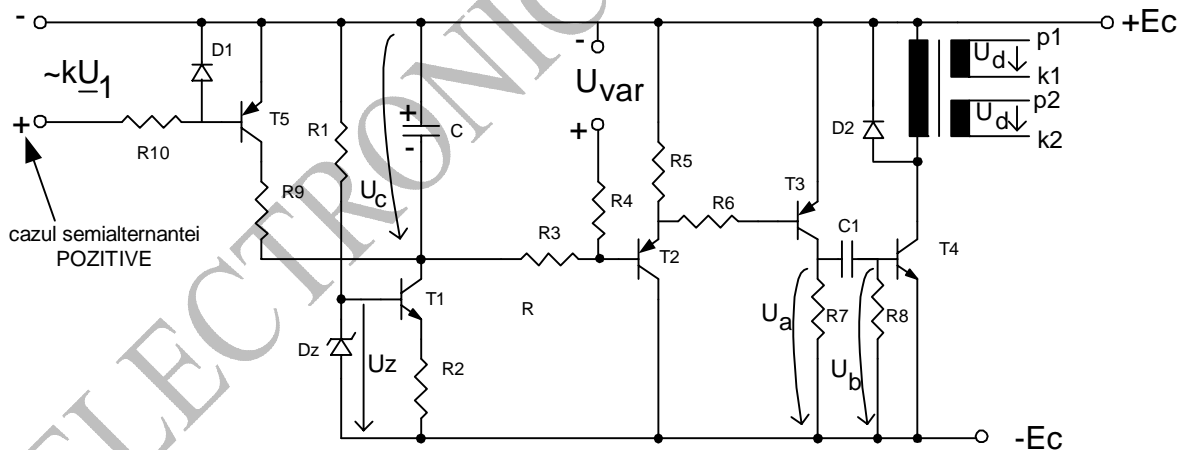 -
+Ec
D1
p1
Ud
~kU1
-
k1
Uvar
p2
T5
R1
+
C
+
Ud
+
-
D2
k2
R10
R5
T3
R9
Uc
R4
R6
cazul semialternantei
POZITIVE
R3
C1
T2
T4
T1
R
Ua
R7
R8
Dz
Uz
R2
Ub
-Ec
ELECTRONIC